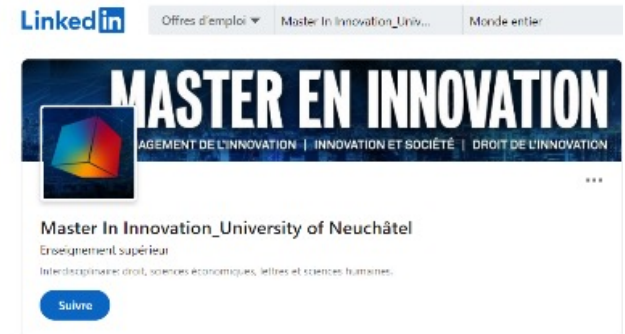 Linkedin
Offres d'emploi Master In Innovation_Univ... Monde entier
MASTER EN INNOVATION
AGEMENT DE L'INNOVATION | INNOVATION ET SOCIÉTÉ | DROIT DE L'INNOVATION
...
Master In Innovation_University of Neuchâtel
Enseignement supérieur
Interdisciplinaire: droit, sciences économiques, lettres et sciences humaines.
Suivre